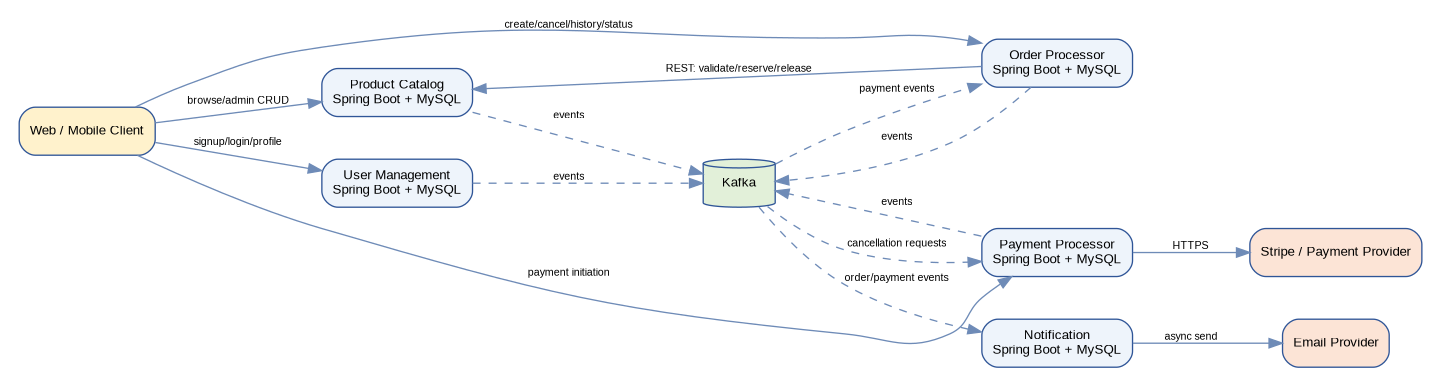 create/cancel/history/status
Order Processor
Spring Boot + MySQL
REST: validate/reserve/release
Product Catalog
Spring Boot + MySQL
browse/admin CRUD
payment events
events
Web / Mobile Client
events
signup/login/profile
User Management
Spring Boot + MySQL
events
Kafka
events
cancellation requests
Payment Processor
Spring Boot + MySQL
HTTPS
Stripe / Payment Provider
payment initiation
order/payment events
Notification
Spring Boot + MySQL
async send
Email Provider